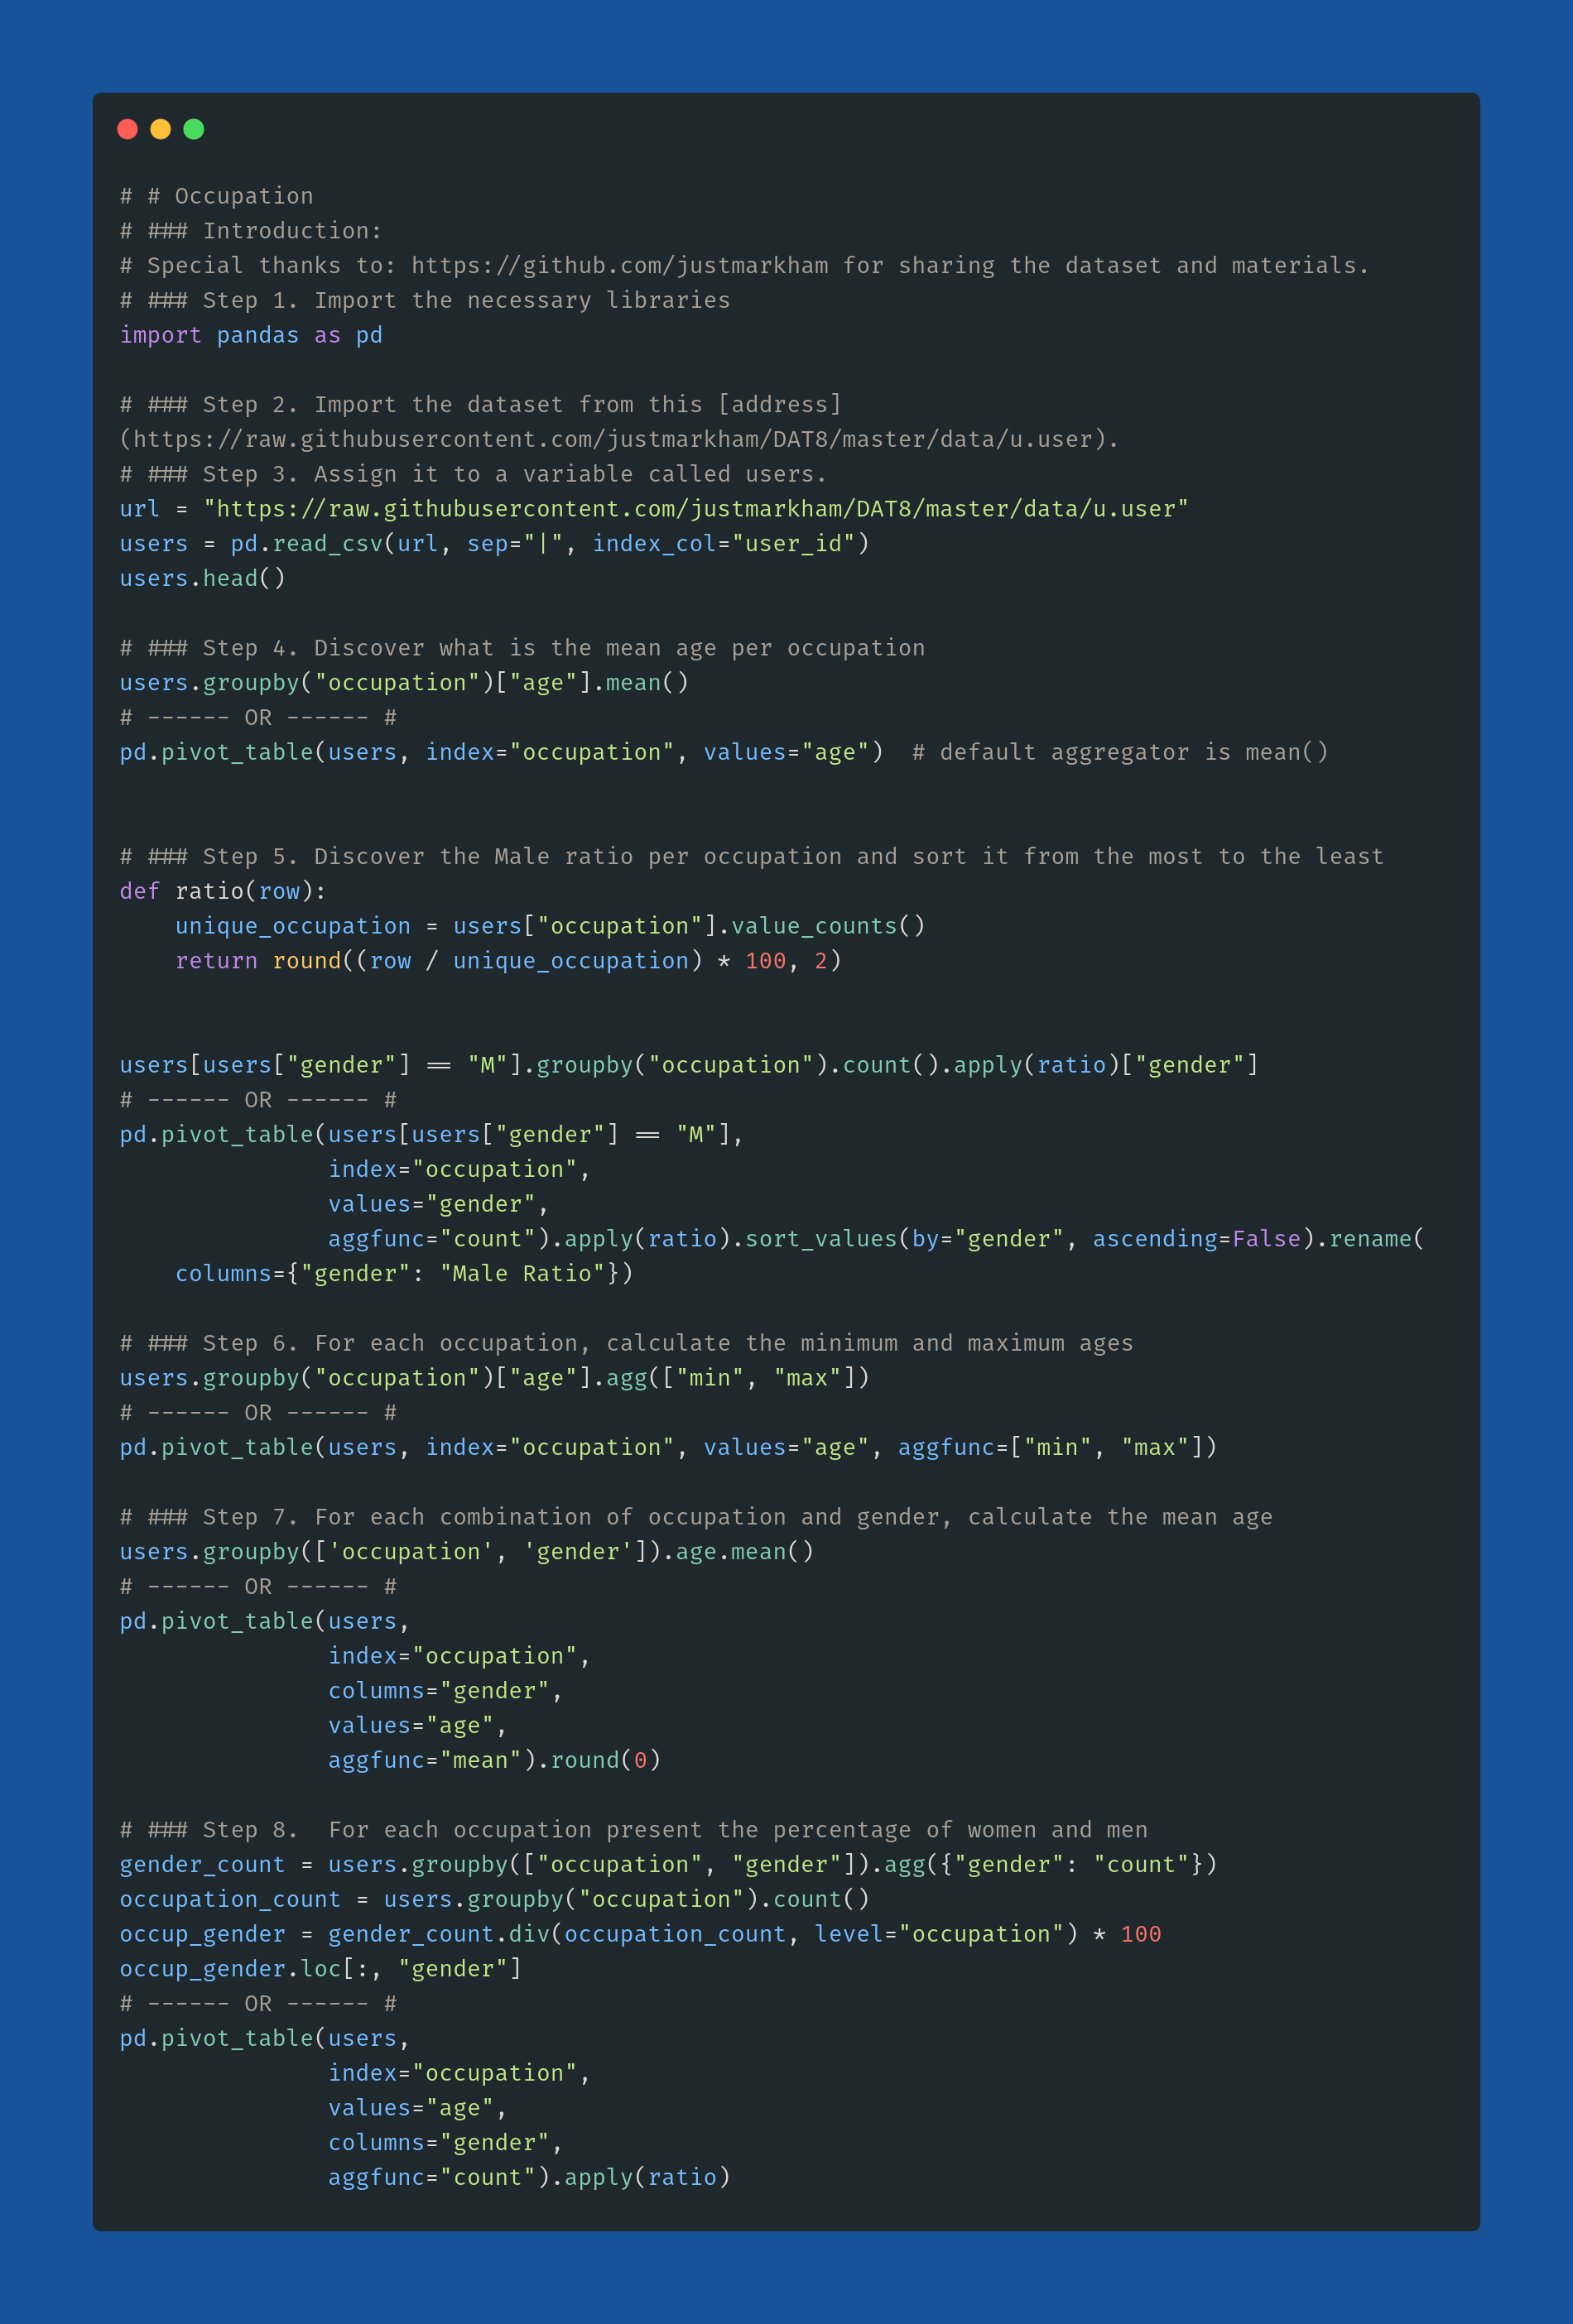 # # Occupation
# ### Introduction:
# Special thanks to: https://github.com/justmarkham for sharing the dataset and materials.
# ### Step 1. Import the necessary libraries
import pandas as pd

# ### Step 2. Import the dataset from this [address]
(https://raw.githubusercontent.com/justmarkham/DAT8/master/data/u.user).
# ### Step 3. Assign it to a variable called users.
url = "https://raw.githubusercontent.com/justmarkham/DAT8/master/data/u.user"
users = pd.read_csv(url, sep="|", index_col="user_id")
users.head()

# ### Step 4. Discover what is the mean age per occupation
users.groupby("occupation")["age"].mean()
# ------ OR ------ #
pd.pivot_table(users, index="occupation", values="age")  # default aggregator is mean()


# ### Step 5. Discover the Male ratio per occupation and sort it from the most to the least
def ratio(row):
    unique_occupation = users["occupation"].value_counts()
    return round((row / unique_occupation) * 100, 2)


users[users["gender"] == "M"].groupby("occupation").count().apply(ratio)["gender"]
# ------ OR ------ #
pd.pivot_table(users[users["gender"] == "M"],
               index="occupation",
               values="gender",
               aggfunc="count").apply(ratio).sort_values(by="gender", ascending=False).rename(
    columns={"gender": "Male Ratio"})

# ### Step 6. For each occupation, calculate the minimum and maximum ages
users.groupby("occupation")["age"].agg(["min", "max"])
# ------ OR ------ #
pd.pivot_table(users, index="occupation", values="age", aggfunc=["min", "max"])

# ### Step 7. For each combination of occupation and gender, calculate the mean age
users.groupby(['occupation', 'gender']).age.mean()
# ------ OR ------ #
pd.pivot_table(users,
               index="occupation",
               columns="gender",
               values="age",
               aggfunc="mean").round(0)

# ### Step 8.  For each occupation present the percentage of women and men
gender_count = users.groupby(["occupation", "gender"]).agg({"gender": "count"})
occupation_count = users.groupby("occupation").count()
occup_gender = gender_count.div(occupation_count, level="occupation") * 100
occup_gender.loc[:, "gender"]
# ------ OR ------ #
pd.pivot_table(users,
               index="occupation",
               values="age",
               columns="gender",
               aggfunc="count").apply(ratio)